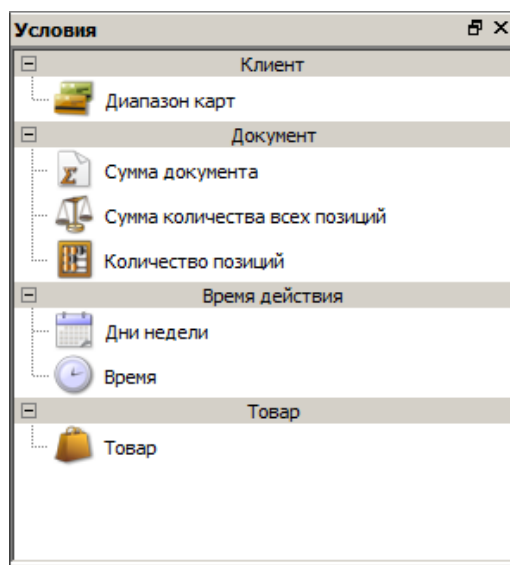 Условия
Клиент
Диапазон карт
Документ
Сумма документа
Сумма количества всех позиций
Количество позиций
Время действия
Дни недели
Время
Товар
Товар